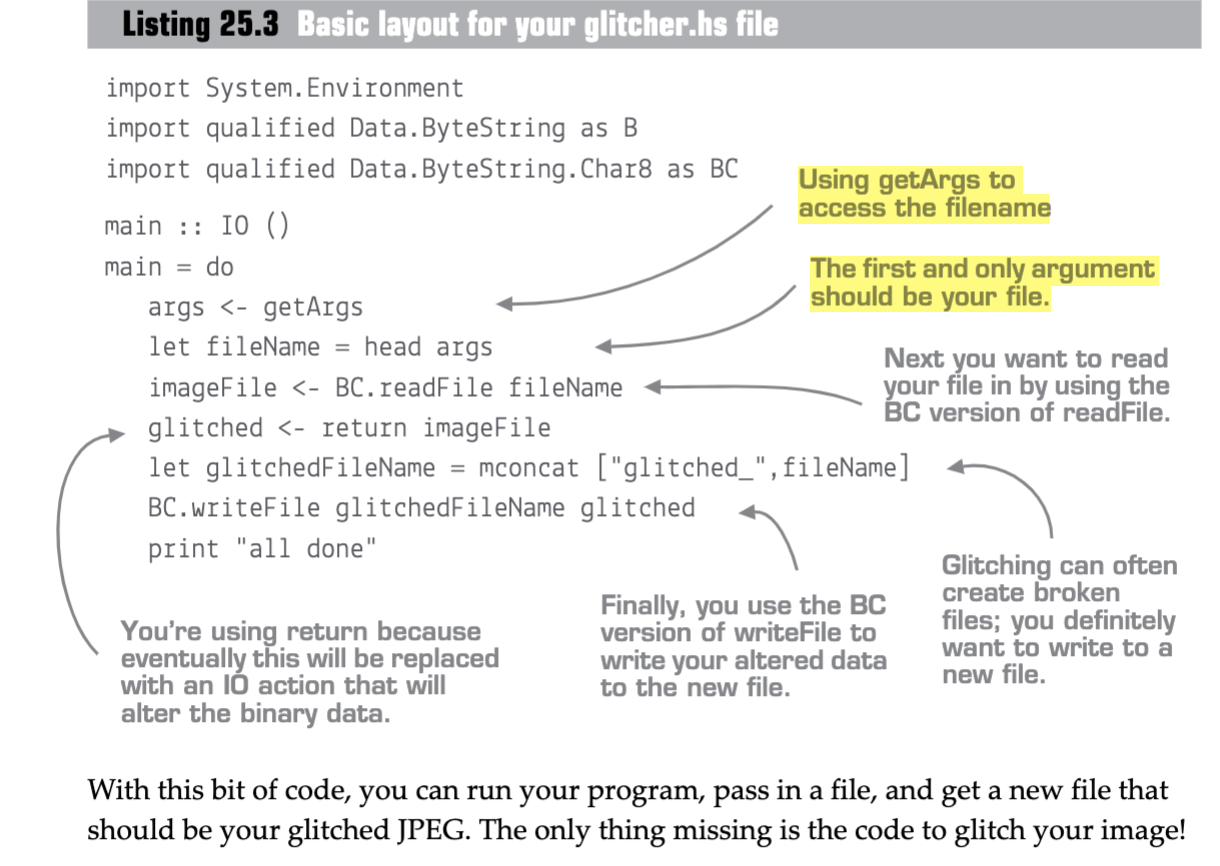 Listing 25.3 Basic layout for your glitcher.hs file
import System.Environment
import qualified Data.ByteString as B
import qualified Data.ByteString.Char8 as BC
main :: IO ()
main = do
args <- getArgs
let fileName = head args
imageFile <- BC.readFile fileName
glitched <- return imageFile
let glitchedFileName = mconcat ["glitched_",fileName]
BC.writeFile glitchedFileName glitched
print "all done"
Using getArgs to
access the filename
The first and only argument
should be your file.
Next you want to read
your file in by using the
BC version of readFile.
Glitching can often
create broken
files; you definitely
want to write to a
new file.
Finally, you use the BC
version of writeFile to
write your altered data
to the new file.
You're using return because
eventually this will be replaced
with an IO action that will
alter the binary data.
With this bit of code, you can run your program, pass in a file, and get a new file that
should be your glitched JPEG. The only thing missing is the code to glitch your image!